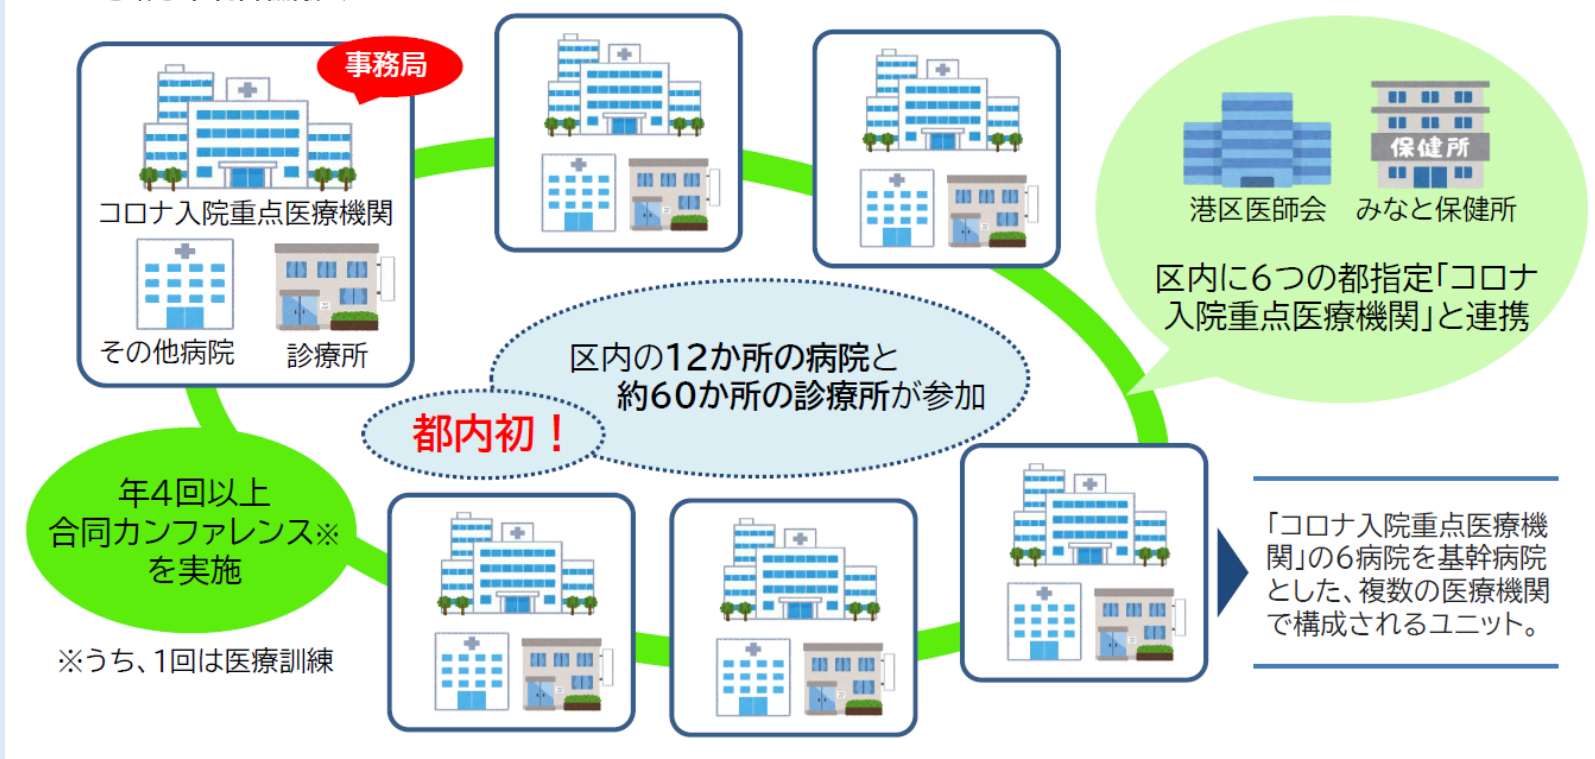 事務局
コロナ入院重点医療機関
その他病院
診療所
保健所
港区医師会
みなと保健所
区内に6つの都指定「コロナ
入院重点医療機関」と連携
区内の12か所の病院と
約60か所の診療所が参加
都内初！
年4回以上
合同カンファレンス※
を実施
※うち、1回は医療訓練
「コロナ入院重点医療機
関」の6病院を基幹病院
とした、複数の医療機関
で構成されるユニット。